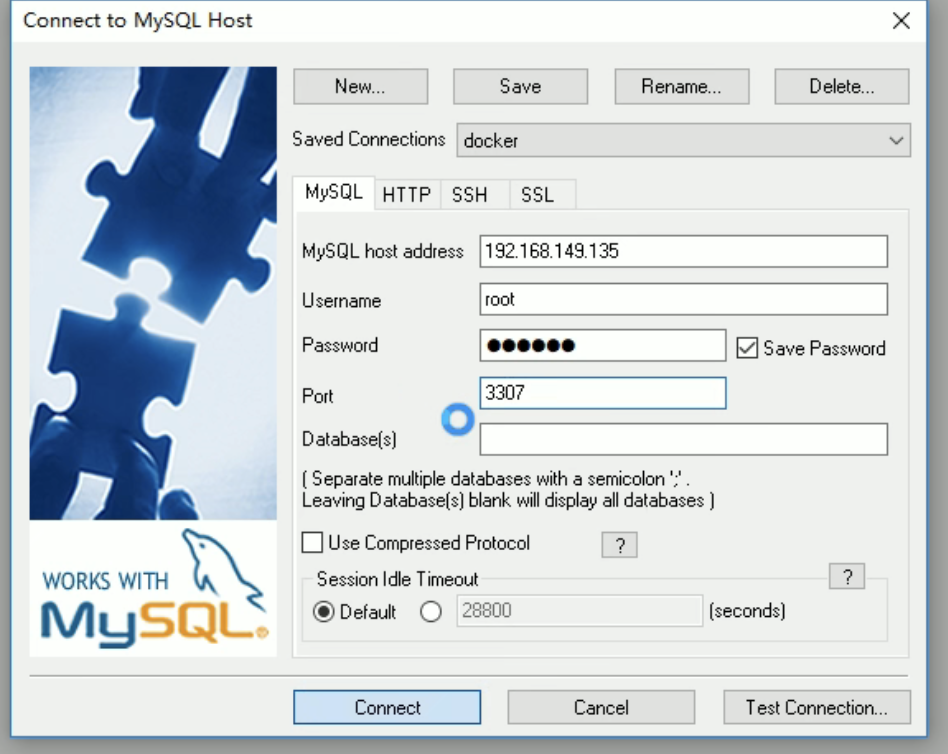 Connect to MySQL Host
New...
Save
Rename...
Delete...
Saved Connections
docker
MySQL
HTTP
SSH
SSL
MySQL host address
192.168.149.135
Username
root
Password
●●●●●●
Save Password
Port
3307
Database(s)
( Separate multiple databases with a semicolon ';' .
Leaving Database(s) blank will display all databases )
Use Compressed Protocol
?
Session Idle Timeout
?
Default
28800
(seconds)
WORKS WITH
MySQL
Connect
Cancel
Test Connection...